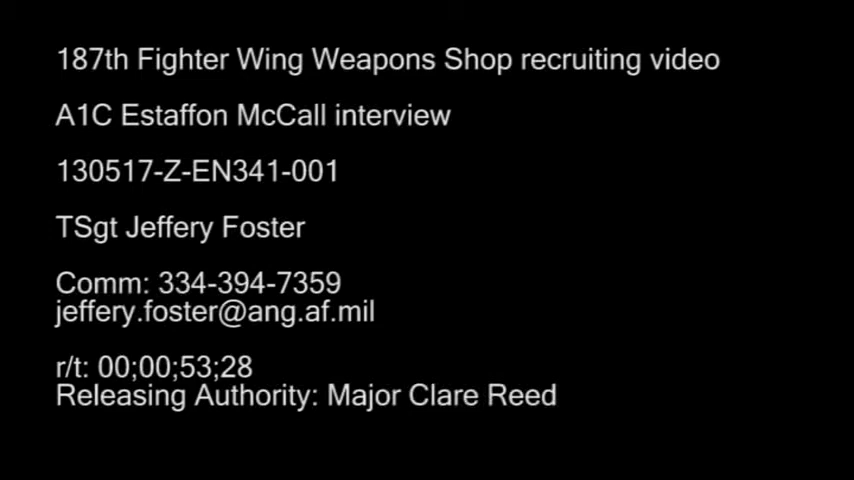 187th Fighter Wing Weapons Shop recruiting video
A1C Estaffon McCall interview
130517-Z-EN341-001
TSgt Jeffery Foster
Comm: 334-394-7359
jeffery.foster@ang.af.mil
r/t: 00;00;53;28
Releasing Authority: Major Clare Reed